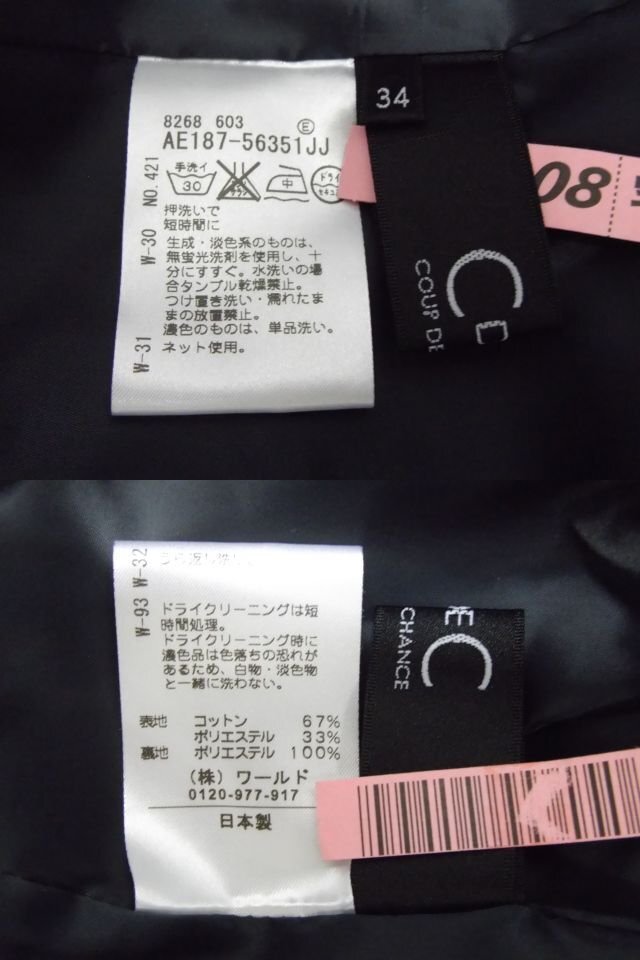 8268 603
Ⓔ
AE187-56351JJ
手洗イ
30
中
ドライ
セキユ系
NO.421
W-30
W-31
押洗いで
短時間に
生成・淡色系のものは、
無蛍光洗剤を使用し、十
分にすすぐ。水洗いの場
合タンブル乾燥禁止。
つけ置き洗い・濡れたま
まの放置禁止。
濃色のものは、単品洗い。
ネット使用。
34
08
C
COUP DE
W-93 W-32
ドライクリーニングは短
時間処理。
ドライクリーニング時に
濃色品は色落ちの恐れが
あるため、白物・淡色物
と一緒に洗わない。
表地 コットン 67%
ポリエステル 33%
裏地 ポリエステル 100%
(株) ワールド
0120-977-917
日本製
C
CHANCE